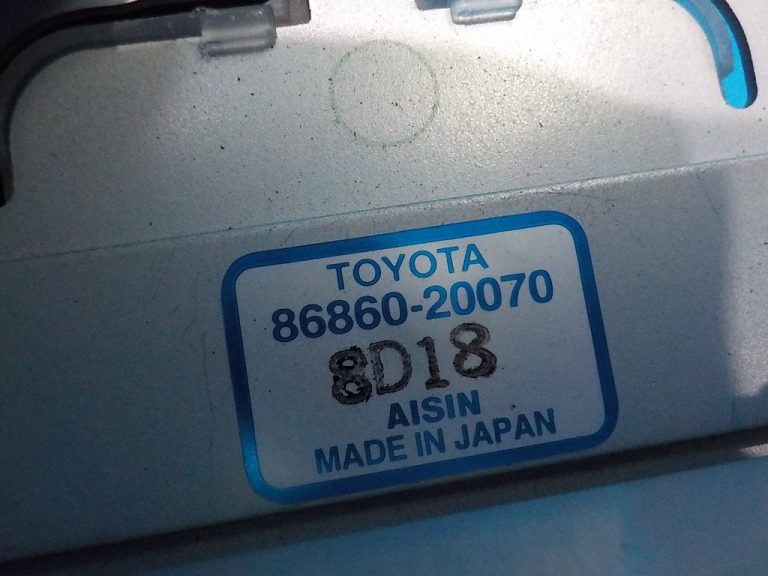 TOYOTA
86860-20070
8D18
AISIN
MADE IN JAPAN